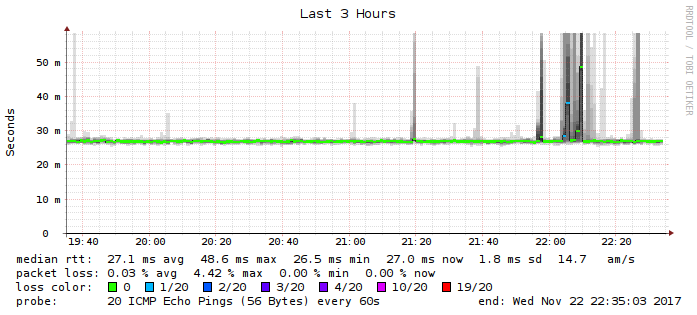 Last 3 Hours
RRDTOOL / TOBI OETIKER
Seconds
50 m
40 m
30 m
20 m
10 m
0
19:40 20:00 20:20 20:40 21:00 21:20 21:40 22:00 22:20
median rtt: 27.1 ms avg 48.6 ms max 26.5 ms min 27.0 ms now 1.8 ms sd 14.7 am/s
packet loss: 0.03 % avg 4.42 % max 0.00 % min 0.00 % now
loss color: 0 1/20 2/20 3/20 4/20 10/20 19/20
probe: 20 ICMP Echo Pings (56 Bytes) every 60s end: Wed Nov 22 22:35:03 2017